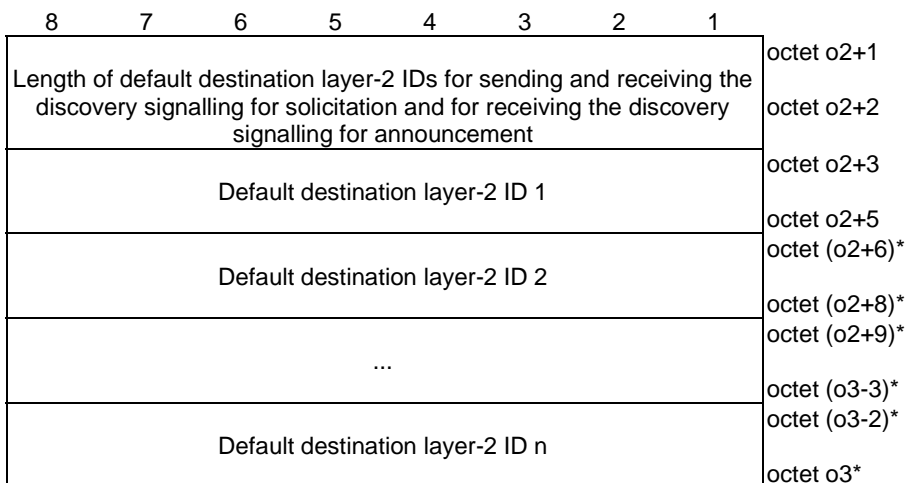 8 7 6 5 4 3 2 1
Length of default destination layer-2 IDs for sending and receiving the
discovery signalling for solicitation and for receiving the discovery
signalling for announcement
octet o2+1
octet o2+2
Default destination layer-2 ID 1
octet o2+3
octet o2+5
Default destination layer-2 ID 2
octet (o2+6)*
octet (o2+8)*
...
octet (o2+9)*
octet (o3-3)*
Default destination layer-2 ID n
octet (o3-2)*
octet o3*